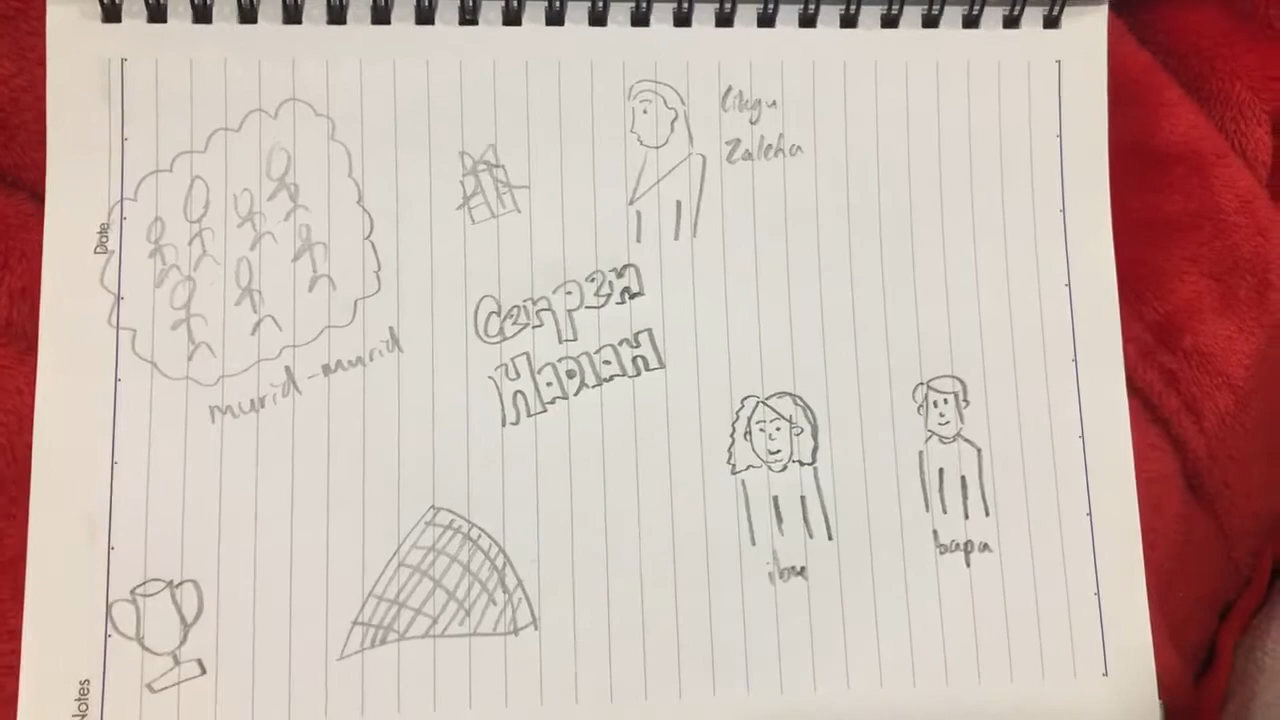 Date
Cikgu
Zaleha
Cerpen
Hadiah
murid-murid
ibu
bapa
Notes